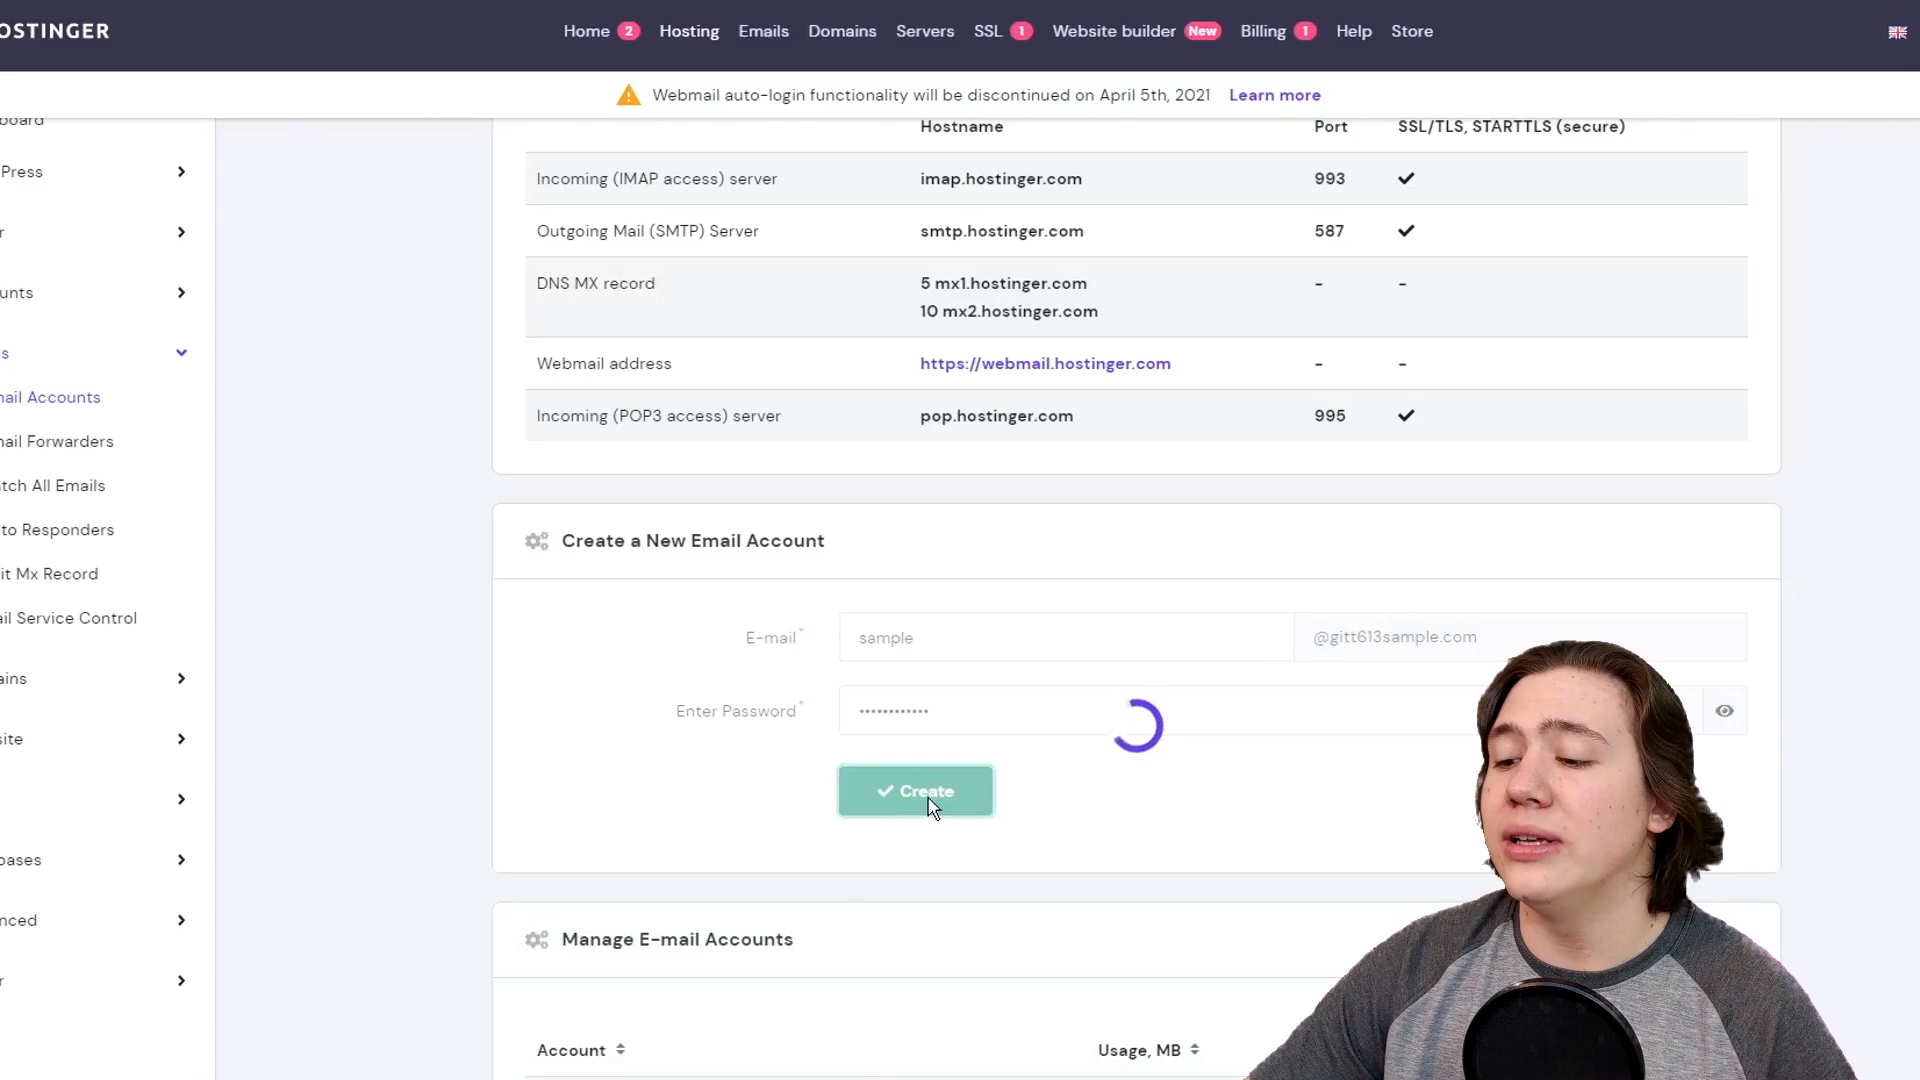 OSTINGER
Home 2 Hosting Emails Domains Servers SSL 1 Website builder New Billing 1 Help Store
Webmail auto-login functionality will be discontinued on April 5th, 2021 Learn more
board
Press
r
unts
s
nail Accounts
nail Forwarders
atch All Emails
to Responders
it Mx Record
ail Service Control
ains
site
bases
nced
r
Hostname Port SSL/TLS, STARTTLS (secure)
Incoming (IMAP access) server imap.hostinger.com 993 ✓
Outgoing Mail (SMTP) Server smtp.hostinger.com 587 ✓
DNS MX record 5 mx1.hostinger.com - -
10 mx2.hostinger.com
Webmail address https://webmail.hostinger.com - -
Incoming (POP3 access) server pop.hostinger.com 995 ✓
Create a New Email Account
E-mail* sample @gitt613sample.com
Enter Password* ••••••••••••
✓ Create
Manage E-mail Accounts
Account Usage, MB